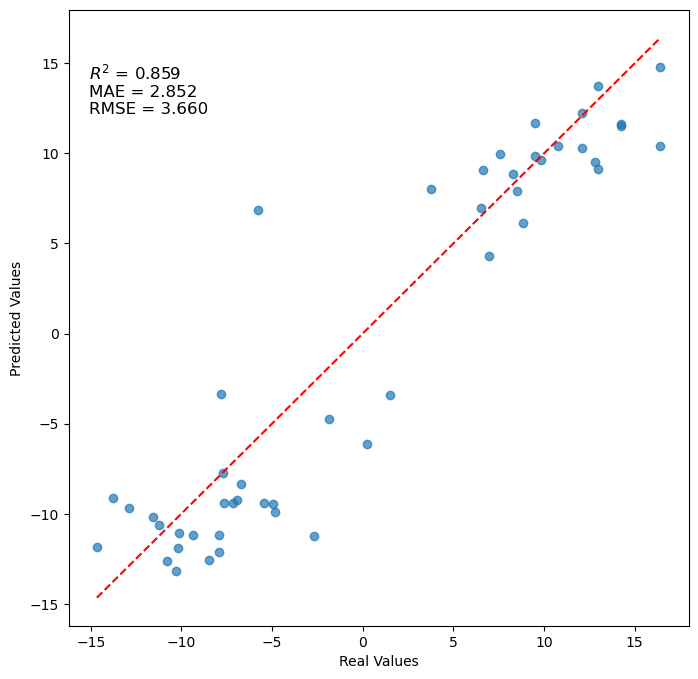 R² = 0.859
MAE = 2.852
RMSE = 3.660
15
10
5
0
−5
−10
−15
Predicted Values
−15 −10 −5 0 5 10 15
Real Values